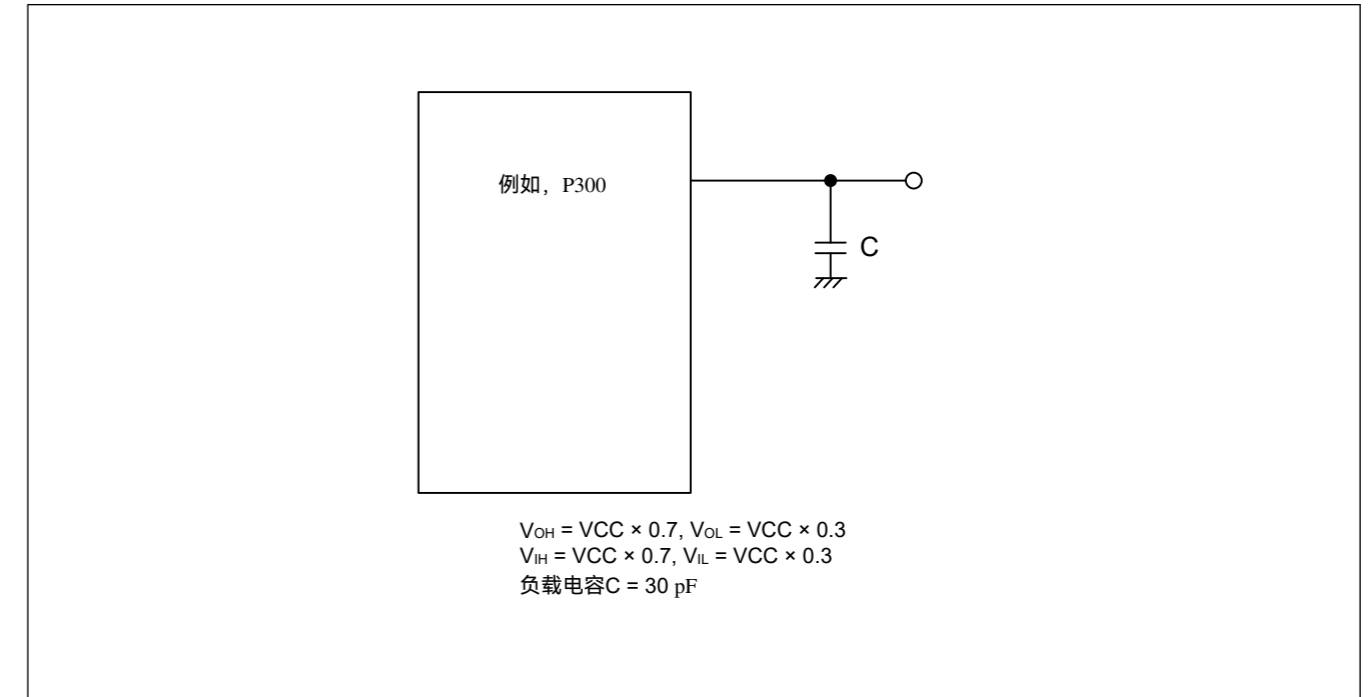 例如，P300
C
VOH = VCC × 0.7, VOL = VCC × 0.3
VIH = VCC × 0.7, VIL = VCC × 0.3
负载电容C = 30 pF